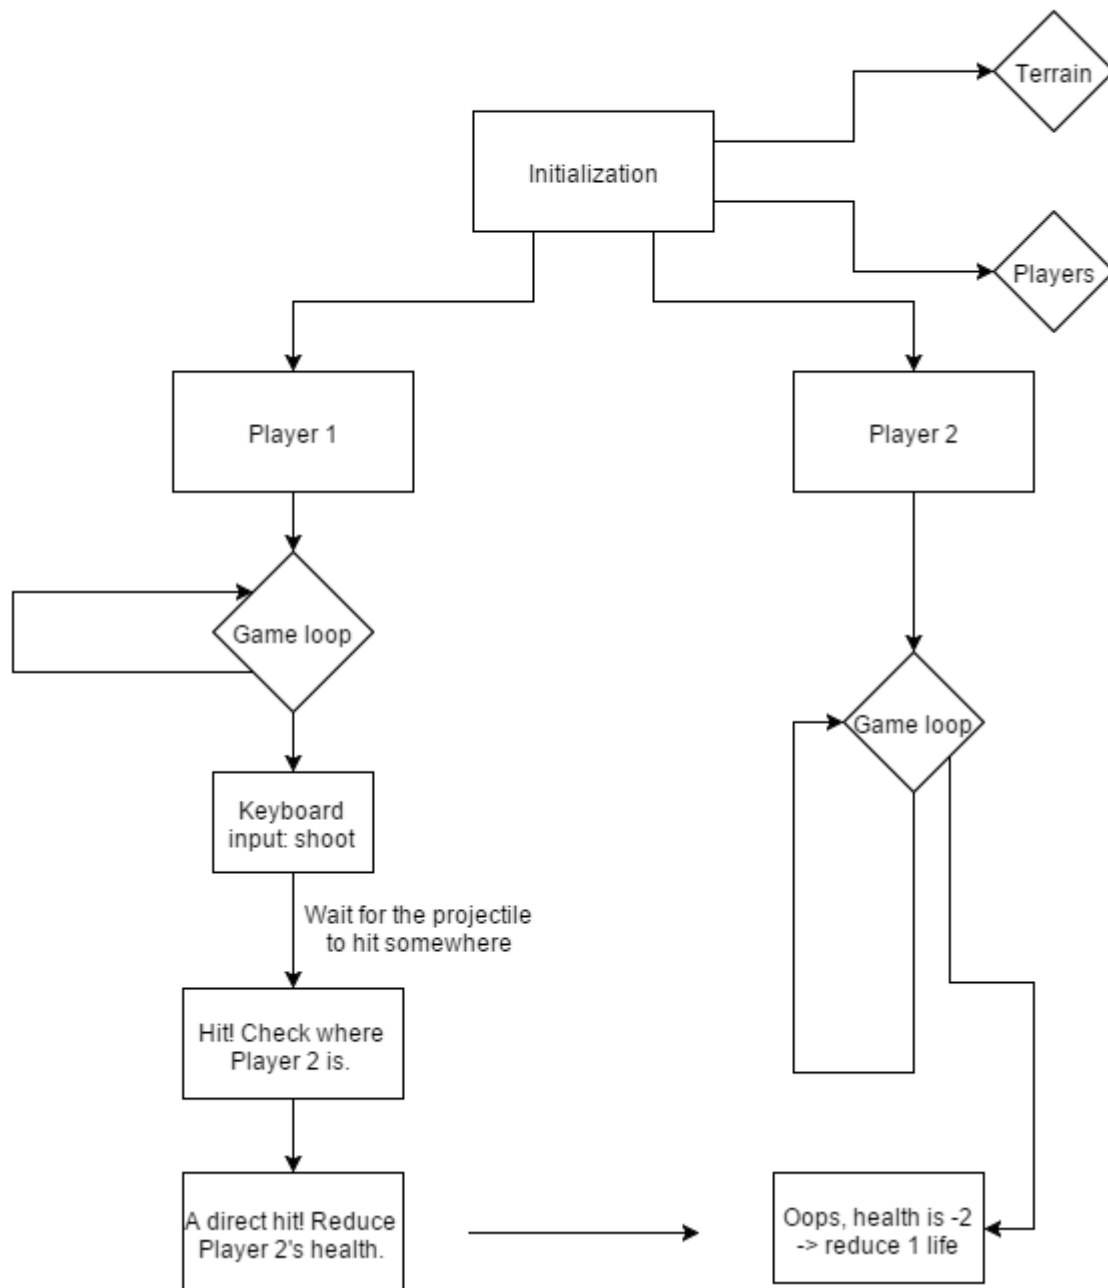 Terrain
Initialization
Players
Player 1
Player 2
Game loop
Game loop
Keyboard
input: shoot
Wait for the projectile
to hit somewhere
Hit! Check where
Player 2 is.
A direct hit! Reduce
Player 2's health.
Oops, health is -2
-> reduce 1 life